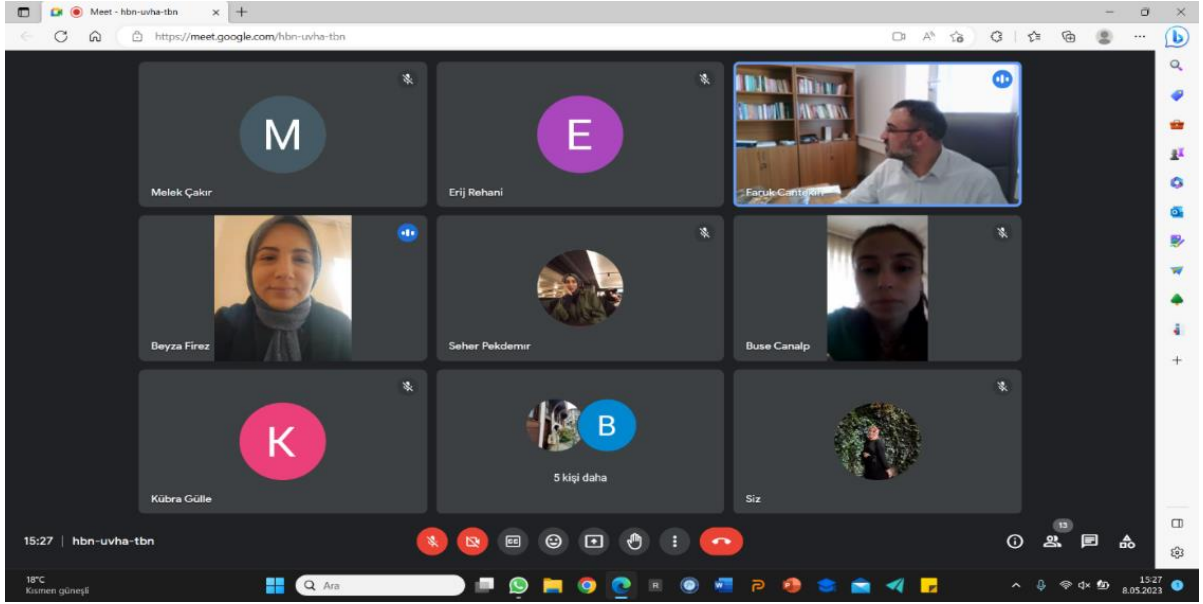 Meet - hbn-uvha-tbn
https://meet.google.com/hbn-uvha-tbn
M
Melek Çakır
E
Erij Rehani
Faruk Cantekin
Beyza Firez
Seher Pekdemir
Buse Canalp
K
Kübra Gülle
B
5 kişi daha
Siz
15:27 | hbn-uvha-tbn
13
18°C
Kısmen güneşli
Ara
15:27
8.05.2023